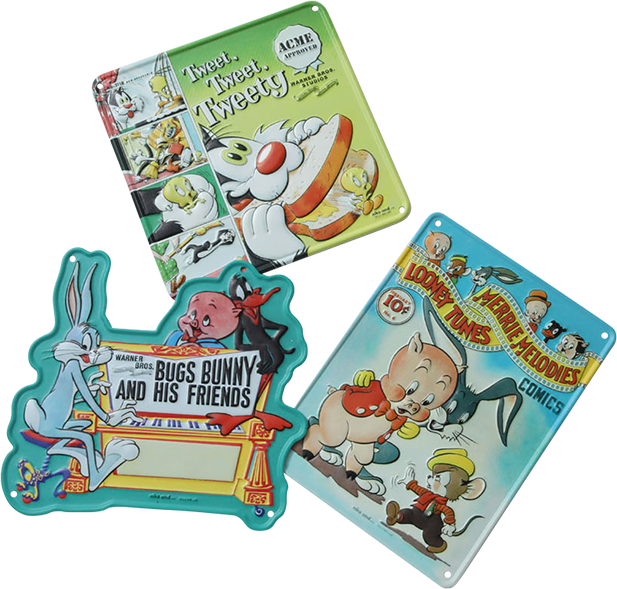 Tweet,
Tweet,
Tweety
ACME
APPROVED
WARNER BROS.
STUDIOS
LOONEY TUNES
MERRIE MELODIES
COMICS
10¢
WARNER
BROS.
BUGS BUNNY
AND HIS FRIENDS